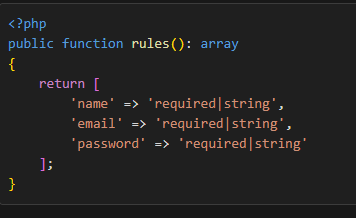 <?php
public function rules(): array
{
    return [
        'name' => 'required|string',
        'email' => 'required|string',
        'password' => 'required|string'
    ];
}